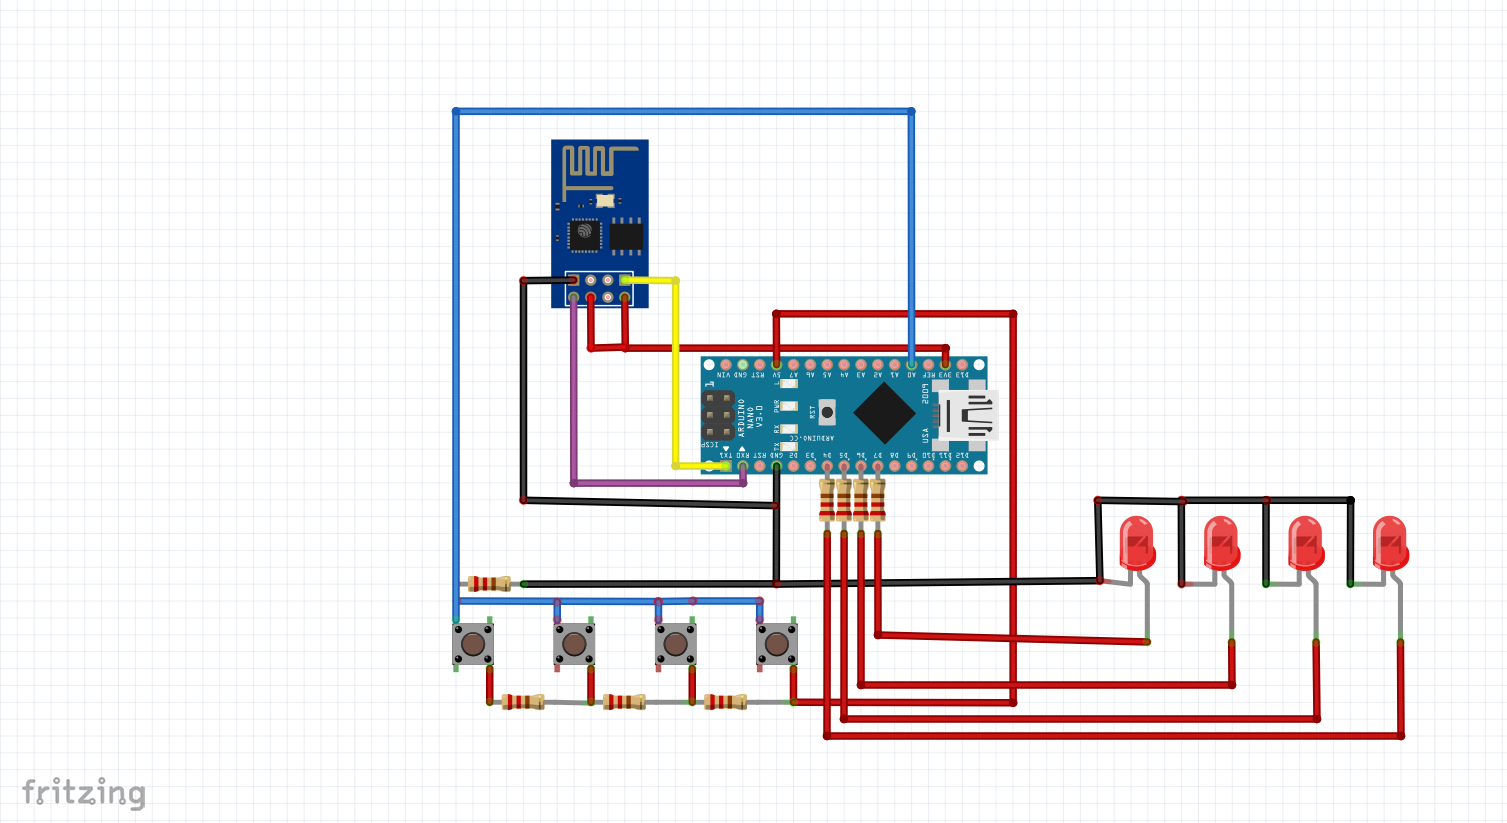 VIN
GND
RST
5V
A7
A6
A5
A4
A3
A2
A1
A0
REF
3V3
D13
L
PWR
RX
TX
RST
2009
USA
ARDUINO
NANO
V3.0
ARDUINO.CC
ICSP
1
TX1
RX0
RST
GND
D2
D3
D4
D5
D6
D7
D8
D9
D10
D11
D12
fritzing